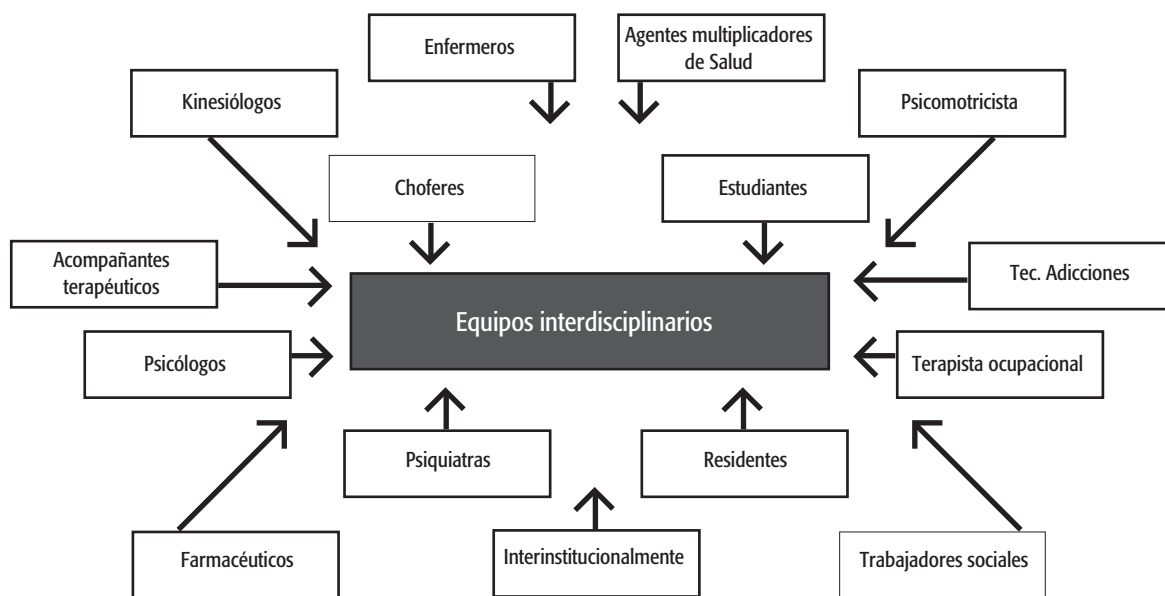 Enfermeros
Agentes multiplicadores
de Salud
Kinesiólogos
Psicomotricista
Choferes
Estudiantes
Acompañantes
terapéuticos
Tec. Adicciones
Equipos interdisciplinarios
Psicólogos
Terapista ocupacional
Psiquiatras
Residentes
Farmacéuticos
Interinstitucionalmente
Trabajadores sociales